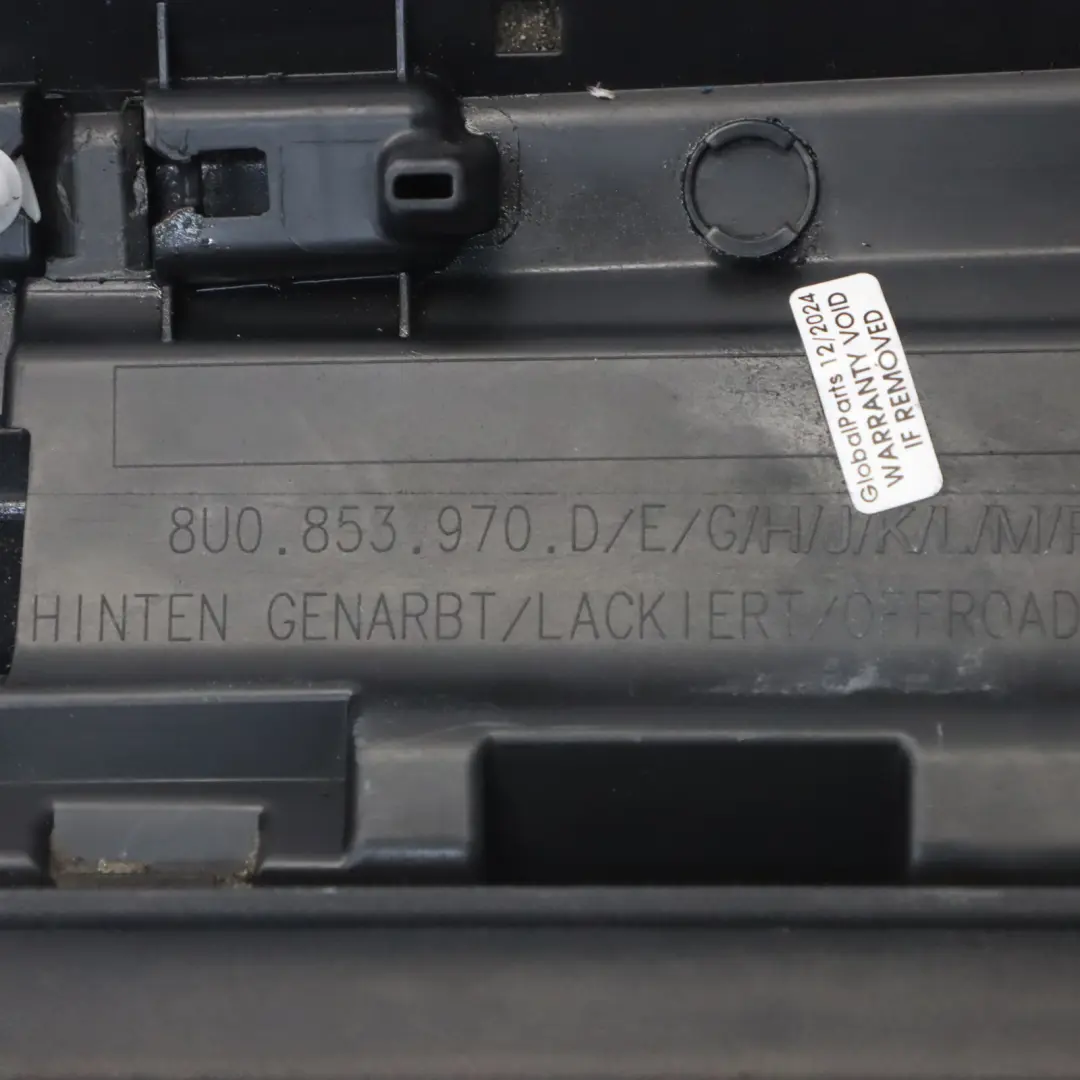 GlobalParts 12/2024
WARRANTY VOID
IF REMOVED
8U0.853.970.D/E/G/H/J/K/L/M/P
HINTEN GENARBT/LACKIERT/OFFROAD